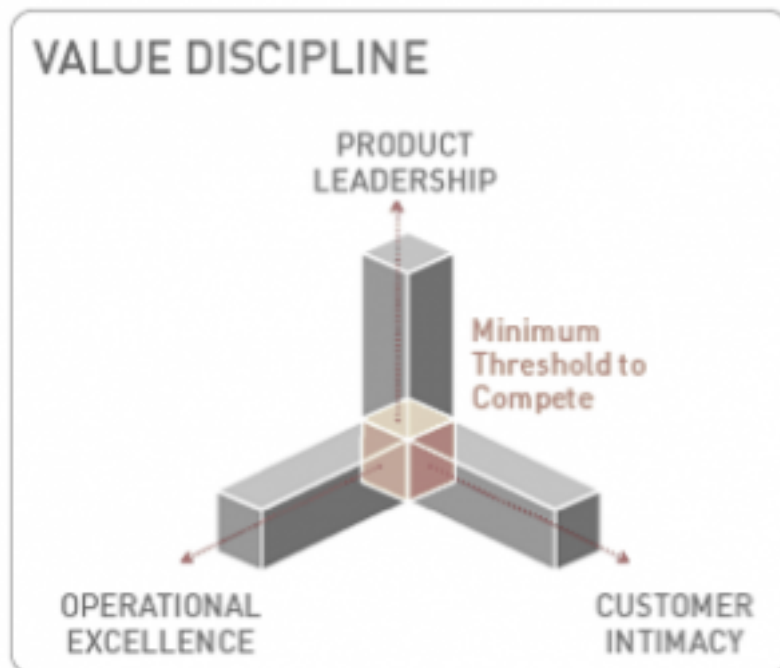 VALUE DISCIPLINE
PRODUCT
LEADERSHIP
Minimum
Threshold to
Compete
OPERATIONAL
EXCELLENCE
CUSTOMER
INTIMACY